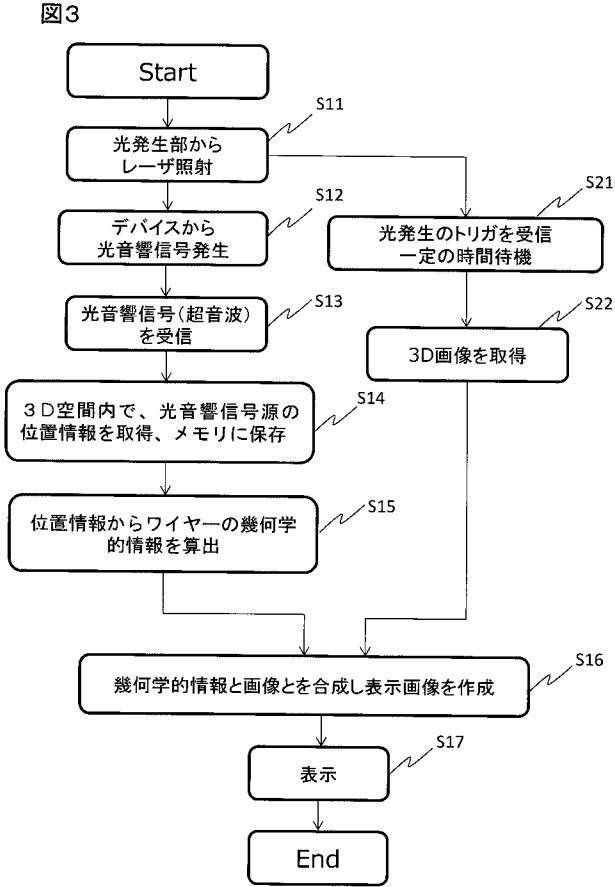 図３
Start
S11
光発生部から
レーザ照射
S12
デバイスから
光音響信号発生
S13
光音響信号（超音波）
を受信
S14
３Ｄ空間内で、光音響信号源の
位置情報を取得、メモリに保存
S15
位置情報からワイヤーの幾何学
的情報を算出
S21
光発生のトリガを受信
一定の時間待機
S22
3D画像を取得
S16
幾何学的情報と画像とを合成し表示画像を作成
S17
表示
End